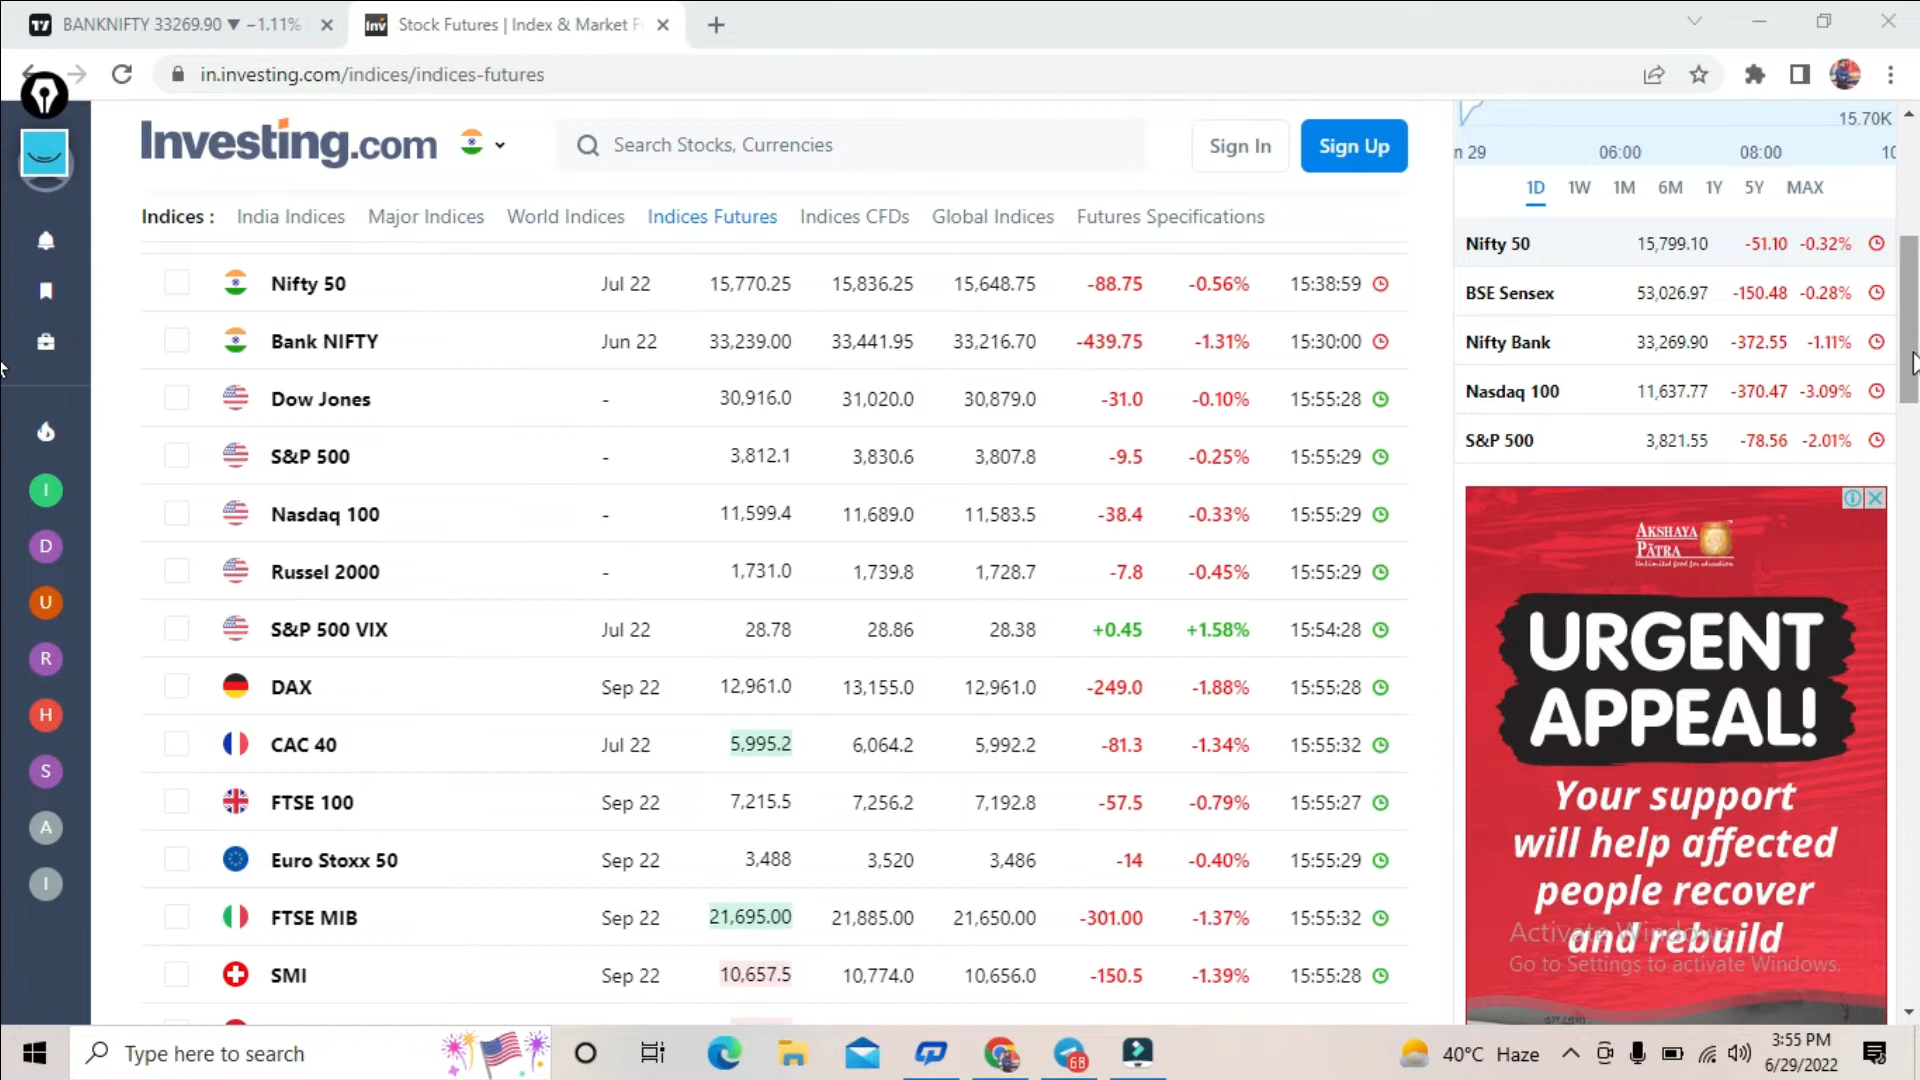 BANKNIFTY 33269.90 ▼ −1.11%
Stock Futures | Index & Market F
in.investing.com/indices/indices-futures
Investing.com
Search Stocks, Currencies
Sign In
Sign Up
Indices : India Indices Major Indices World Indices Indices Futures Indices CFDs Global Indices Futures Specifications
Nifty 50 Jul 22 15,770.25 15,836.25 15,648.75 -88.75 -0.56% 15:38:59
Bank NIFTY Jun 22 33,239.00 33,441.95 33,216.70 -439.75 -1.31% 15:30:00
Dow Jones - 30,916.0 31,020.0 30,879.0 -31.0 -0.10% 15:55:28
S&P 500 - 3,812.1 3,830.6 3,807.8 -9.5 -0.25% 15:55:29
Nasdaq 100 - 11,599.4 11,689.0 11,583.5 -38.4 -0.33% 15:55:29
Russel 2000 - 1,731.0 1,739.8 1,728.7 -7.8 -0.45% 15:55:29
S&P 500 VIX Jul 22 28.78 28.86 28.38 +0.45 +1.58% 15:54:28
DAX Sep 22 12,961.0 13,155.0 12,961.0 -249.0 -1.88% 15:55:28
CAC 40 Jul 22 5,995.2 6,064.2 5,992.2 -81.3 -1.34% 15:55:32
FTSE 100 Sep 22 7,215.5 7,256.2 7,192.8 -57.5 -0.79% 15:55:27
Euro Stoxx 50 Sep 22 3,488 3,520 3,486 -14 -0.40% 15:55:29
FTSE MIB Sep 22 21,695.00 21,885.00 21,650.00 -301.00 -1.37% 15:55:32
SMI Sep 22 10,657.5 10,774.0 10,656.0 -150.5 -1.39% 15:55:28
I
D
U
R
H
S
A
I
15.70K
n 29 06:00 08:00 10
1D 1W 1M 6M 1Y 5Y MAX
Nifty 50 15,799.10 -51.10 -0.32%
BSE Sensex 53,026.97 -150.48 -0.28%
Nifty Bank 33,269.90 -372.55 -1.11%
Nasdaq 100 11,637.77 -370.47 -3.09%
S&P 500 3,821.55 -78.56 -2.01%
AKSHAYA
PĀTRA
Unlimited food for education
URGENT
APPEAL!
Your support
will help affected
people recover
and rebuild
Activate Windows
Go to Settings to activate Windows.
Type here to search
68
40°C Haze
3:55 PM
6/29/2022